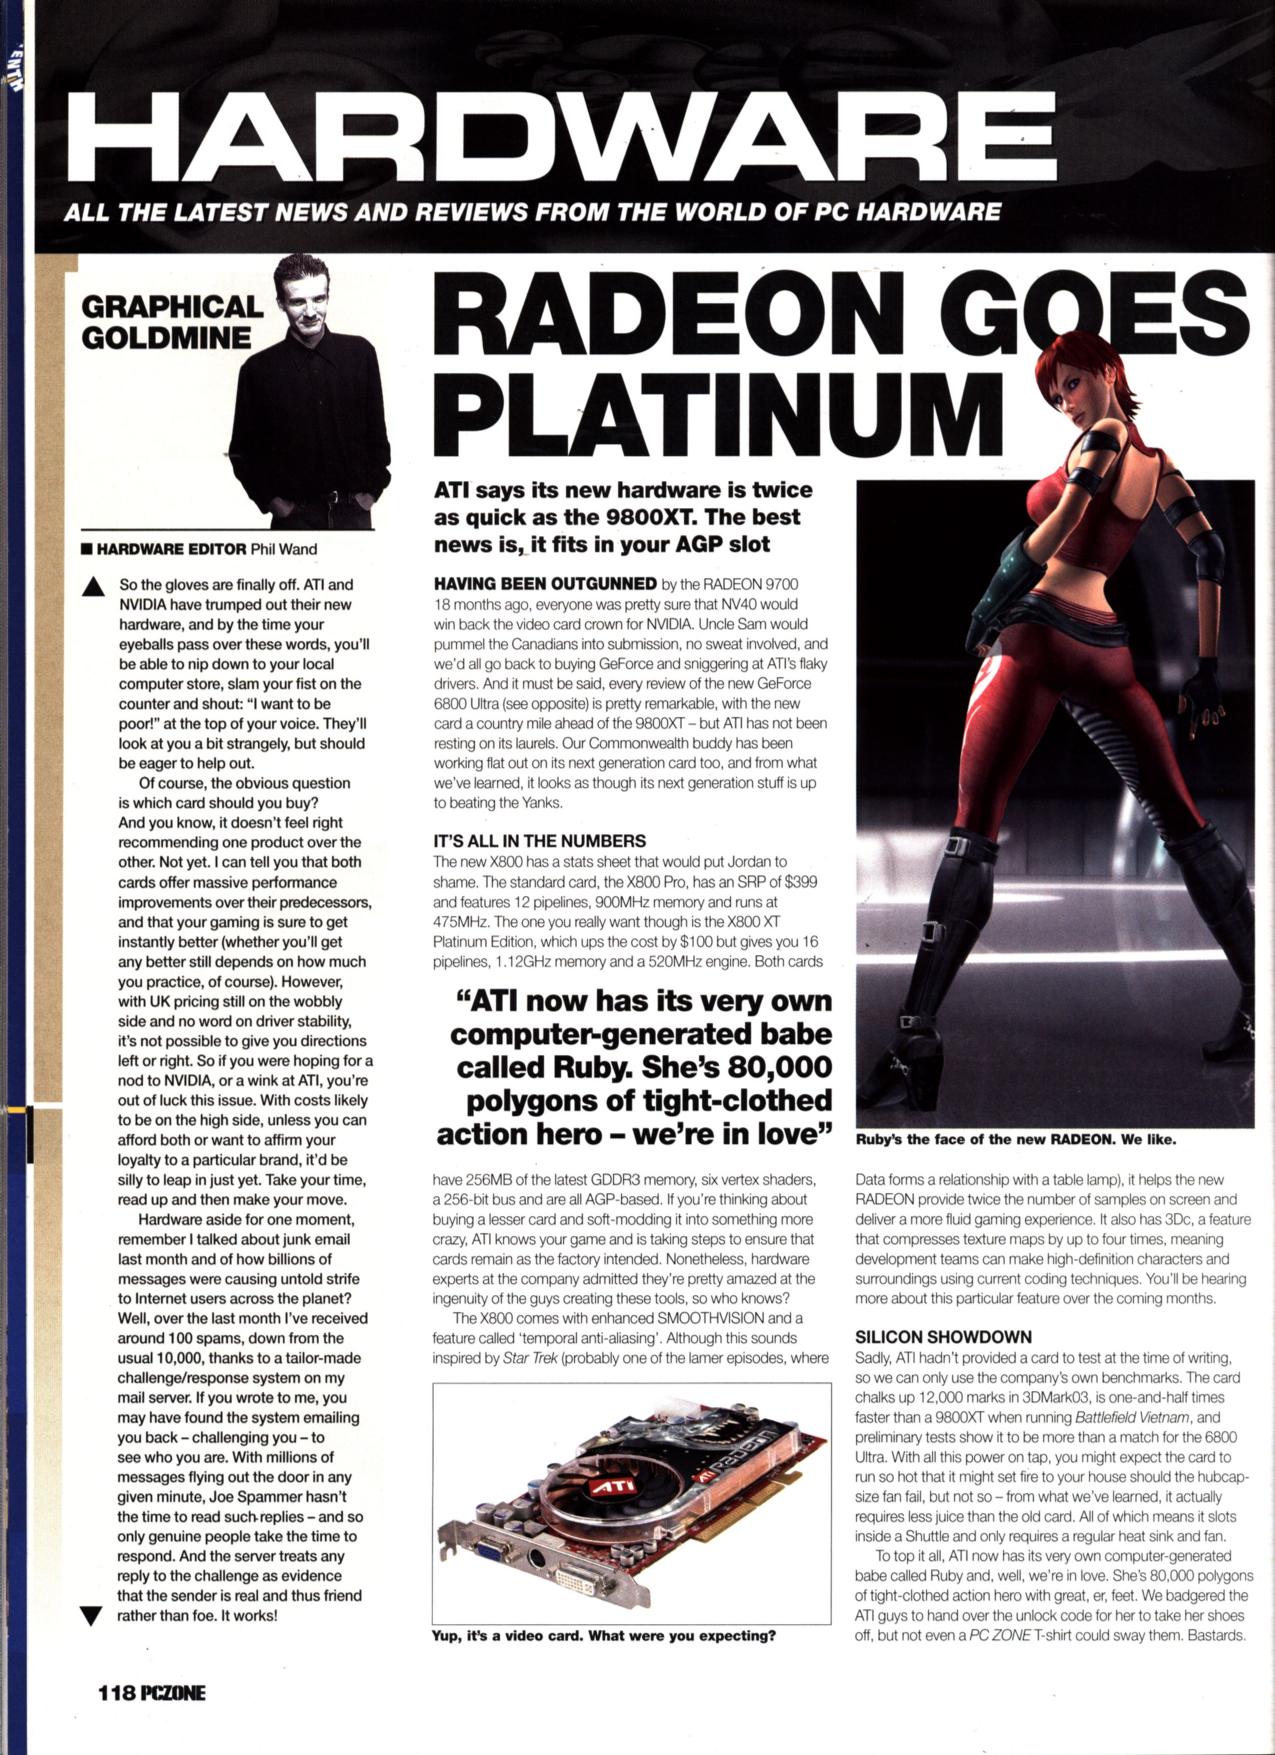 'ENTH
HARDWARE
ALL THE LATEST NEWS AND REVIEWS FROM THE WORLD OF PC HARDWARE
GRAPHICAL
GOLDMINE
■ HARDWARE EDITOR Phil Wand
▲ So the gloves are finally off. ATI and
NVIDIA have trumped out their new
hardware, and by the time your
eyeballs pass over these words, you'll
be able to nip down to your local
computer store, slam your fist on the
counter and shout: "I want to be
poor!" at the top of your voice. They'll
look at you a bit strangely, but should
be eager to help out.
Of course, the obvious question
is which card should you buy?
And you know, it doesn't feel right
recommending one product over the
other. Not yet. I can tell you that both
cards offer massive performance
improvements over their predecessors,
and that your gaming is sure to get
instantly better (whether you'll get
any better still depends on how much
you practice, of course). However,
with UK pricing still on the wobbly
side and no word on driver stability,
it's not possible to give you directions
left or right. So if you were hoping for a
nod to NVIDIA, or a wink at ATI, you're
out of luck this issue. With costs likely
to be on the high side, unless you can
afford both or want to affirm your
loyalty to a particular brand, it'd be
silly to leap in just yet. Take your time,
read up and then make your move.
Hardware aside for one moment,
remember I talked about junk email
last month and of how billions of
messages were causing untold strife
to Internet users across the planet?
Well, over the last month I've received
around 100 spams, down from the
usual 10,000, thanks to a tailor-made
challenge/response system on my
mail server. If you wrote to me, you
may have found the system emailing
you back – challenging you – to
see who you are. With millions of
messages flying out the door in any
given minute, Joe Spammer hasn't
the time to read such replies – and so
only genuine people take the time to
respond. And the server treats any
reply to the challenge as evidence
that the sender is real and thus friend
▼ rather than foe. It works!
RADEON GOES
PLATINUM
ATI says its new hardware is twice
as quick as the 9800XT. The best
news is, it fits in your AGP slot
HAVING BEEN OUTGUNNED by the RADEON 9700
18 months ago, everyone was pretty sure that NV40 would
win back the video card crown for NVIDIA. Uncle Sam would
pummel the Canadians into submission, no sweat involved, and
we'd all go back to buying GeForce and sniggering at ATI's flaky
drivers. And it must be said, every review of the new GeForce
6800 Ultra (see opposite) is pretty remarkable, with the new
card a country mile ahead of the 9800XT – but ATI has not been
resting on its laurels. Our Commonwealth buddy has been
working flat out on its next generation card too, and from what
we've learned, it looks as though its next generation stuff is up
to beating the Yanks.
IT'S ALL IN THE NUMBERS
The new X800 has a stats sheet that would put Jordan to
shame. The standard card, the X800 Pro, has an SRP of $399
and features 12 pipelines, 900MHz memory and runs at
475MHz. The one you really want though is the X800 XT
Platinum Edition, which ups the cost by $100 but gives you 16
pipelines, 1.12GHz memory and a 520MHz engine. Both cards
"ATI now has its very own
computer-generated babe
called Ruby. She's 80,000
polygons of tight-clothed
action hero – we're in love"
have 256MB of the latest GDDR3 memory, six vertex shaders,
a 256-bit bus and are all AGP-based. If you're thinking about
buying a lesser card and soft-modding it into something more
crazy, ATI knows your game and is taking steps to ensure that
cards remain as the factory intended. Nonetheless, hardware
experts at the company admitted they're pretty amazed at the
ingenuity of the guys creating these tools, so who knows?
The X800 comes with enhanced SMOOTHVISION and a
feature called 'temporal anti-aliasing'. Although this sounds
inspired by Star Trek (probably one of the lamer episodes, where
ATI
ATI RADEON
Yup, it's a video card. What were you expecting?
Ruby's the face of the new RADEON. We like.
Data forms a relationship with a table lamp), it helps the new
RADEON provide twice the number of samples on screen and
deliver a more fluid gaming experience. It also has 3Dc, a feature
that compresses texture maps by up to four times, meaning
development teams can make high-definition characters and
surroundings using current coding techniques. You'll be hearing
more about this particular feature over the coming months.
SILICON SHOWDOWN
Sadly, ATI hadn't provided a card to test at the time of writing,
so we can only use the company's own benchmarks. The card
chalks up 12,000 marks in 3DMark03, is one-and-half times
faster than a 9800XT when running Battlefield Vietnam, and
preliminary tests show it to be more than a match for the 6800
Ultra. With all this power on tap, you might expect the card to
run so hot that it might set fire to your house should the hubcap-
size fan fail, but not so – from what we've learned, it actually
requires less juice than the old card. All of which means it slots
inside a Shuttle and only requires a regular heat sink and fan.
To top it all, ATI now has its very own computer-generated
babe called Ruby and, well, we're in love. She's 80,000 polygons
of tight-clothed action hero with great, er, feet. We badgered the
ATI guys to hand over the unlock code for her to take her shoes
off, but not even a PC ZONE T-shirt could sway them. Bastards.
118 PCZONE